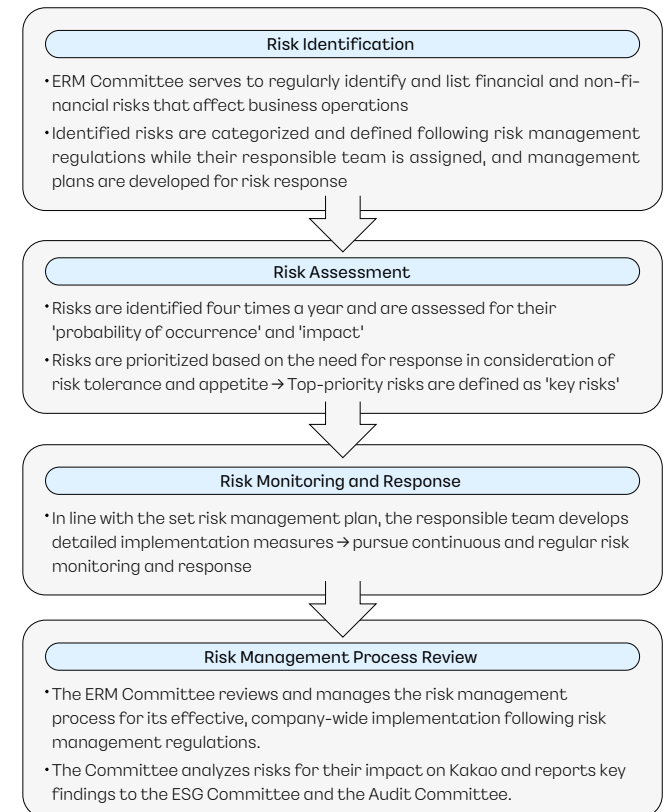 Risk Identification
• ERM Committee serves to regularly identify and list financial and non-fi-
nancial risks that affect business operations
• Identified risks are categorized and defined following risk management
regulations while their responsible team is assigned, and management
plans are developed for risk response
Risk Assessment
• Risks are identified four times a year and are assessed for their
'probability of occurrence' and 'impact'
• Risks are prioritized based on the need for response in consideration of
risk tolerance and appetite → Top-priority risks are defined as 'key risks'
Risk Monitoring and Response
• In line with the set risk management plan, the responsible team develops
detailed implementation measures → pursue continuous and regular risk
monitoring and response
Risk Management Process Review
• The ERM Committee reviews and manages the risk management
process for its effective, company-wide implementation following risk
management regulations.
• The Committee analyzes risks for their impact on Kakao and reports key
findings to the ESG Committee and the Audit Committee.